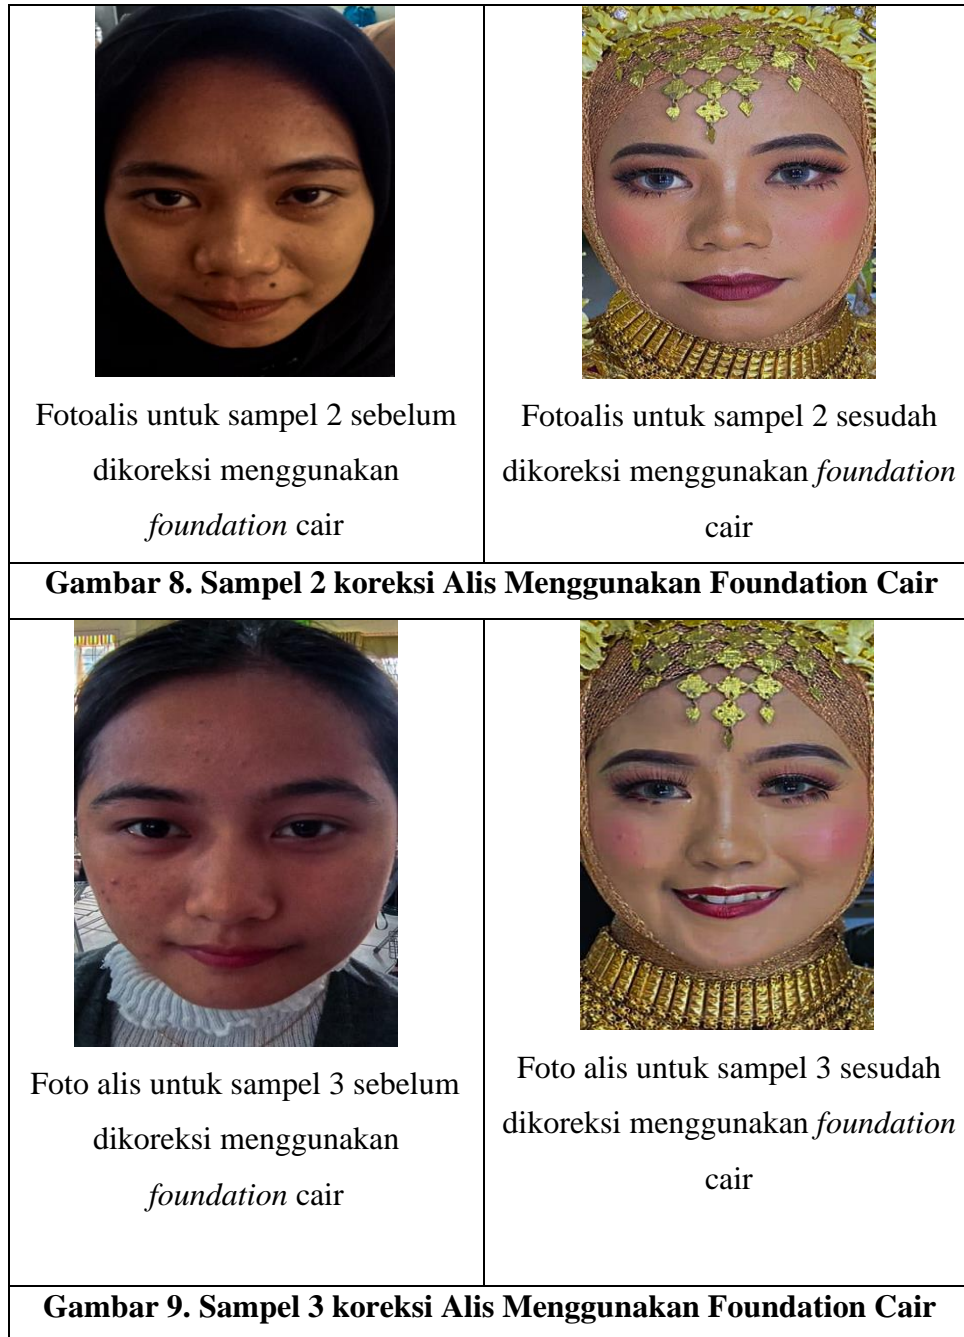 Fotoalis untuk sampel 2 sebelum
dikoreksi menggunakan
foundation cair
Fotoalis untuk sampel 2 sesudah
dikoreksi menggunakan foundation
cair
Gambar 8. Sampel 2 koreksi Alis Menggunakan Foundation Cair
Foto alis untuk sampel 3 sebelum
dikoreksi menggunakan
foundation cair
Foto alis untuk sampel 3 sesudah
dikoreksi menggunakan foundation
cair
Gambar 9. Sampel 3 koreksi Alis Menggunakan Foundation Cair